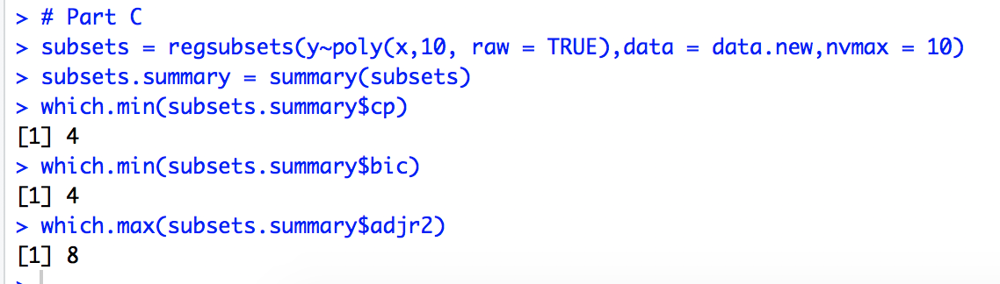 > # Part C
> subsets = regsubsets(y~poly(x,10, raw = TRUE),data = data.new,nvmax = 10)
> subsets.summary = summary(subsets)
> which.min(subsets.summary$cp)
[1] 4
> which.min(subsets.summary$bic)
[1] 4
> which.max(subsets.summary$adjr2)
[1] 8
>